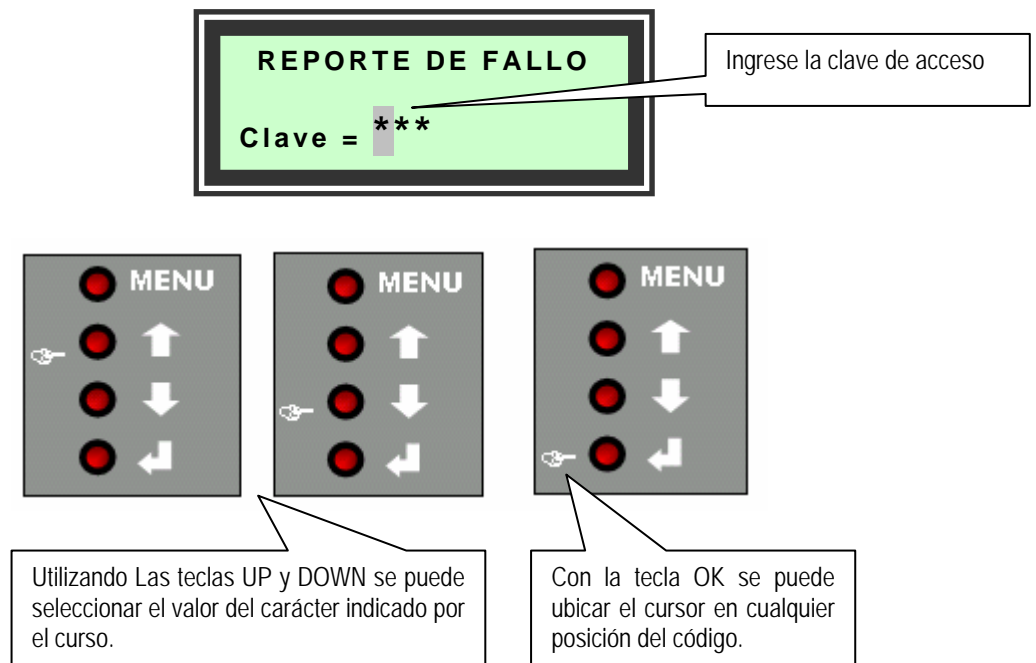 REPORTE DE FALLO
Ingrese la clave de acceso
Clave = ***
MENU
MENU
MENU
Utilizando Las teclas UP y DOWN se puede
seleccionar el valor del carácter indicado por
el curso.
Con la tecla OK se puede
ubicar el cursor en cualquier
posición del código.